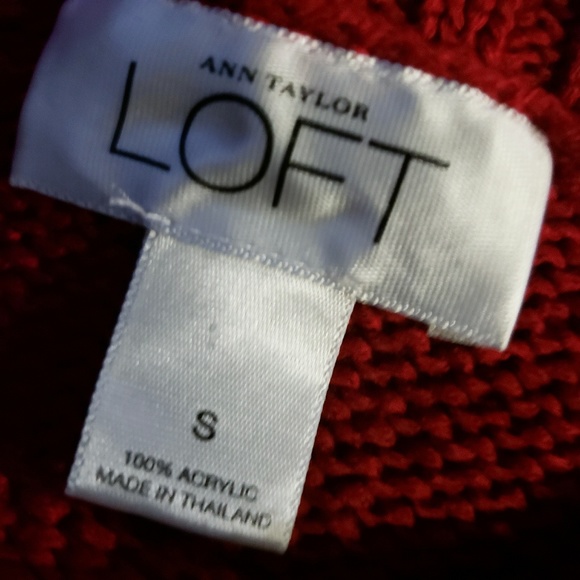 ANN TAYLOR
LOFT
S
100% ACRYLIC
MADE IN THAILAND